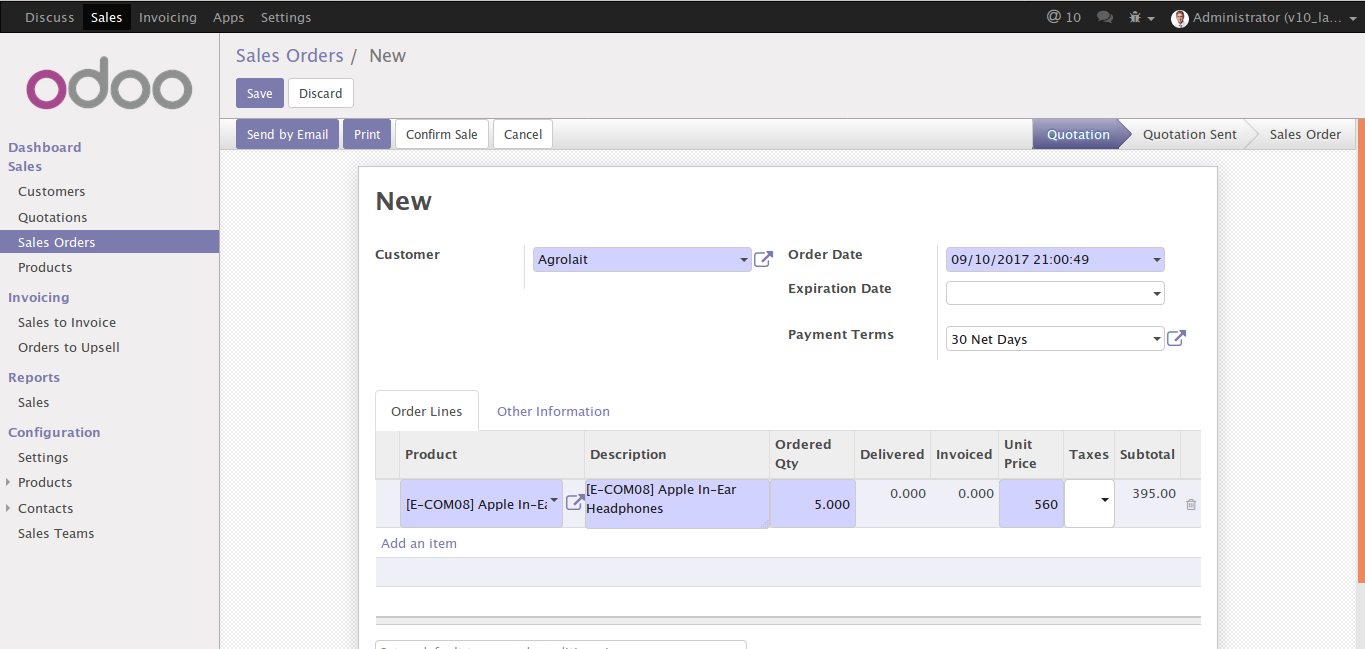 Discuss Sales Invoicing Apps Settings @ 10 Administrator (v10_la...
odoo
Sales Orders / New
Save Discard
Send by Email Print Confirm Sale Cancel Quotation Quotation Sent Sales Order
Dashboard
Sales
Customers
Quotations
Sales Orders
Products
Invoicing
Sales to Invoice
Orders to Upsell
Reports
Sales
Configuration
Settings
Products
Contacts
Sales Teams
New
Customer Agrolait
Order Date 09/10/2017 21:00:49
Expiration Date
Payment Terms 30 Net Days
Order Lines Other Information
Product Description Ordered Qty Delivered Invoiced Unit Price Taxes Subtotal
[E-COM08] Apple In-Ea [E-COM08] Apple In-Ear 5.000 0.000 0.000 560 395.00
Headphones
Add an item